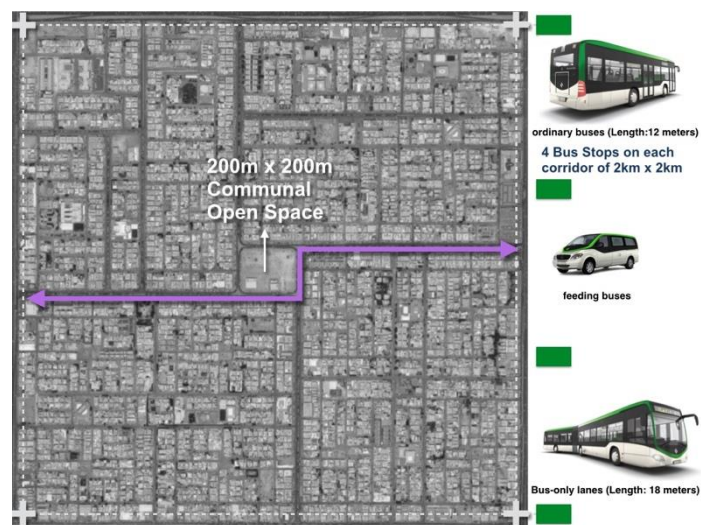 ordinary buses (Length:12 meters)
4 Bus Stops on each
corridor of 2km x 2km
200m x 200m
Communal
Open Space
feeding buses
Bus-only lanes (Length: 18 meters)